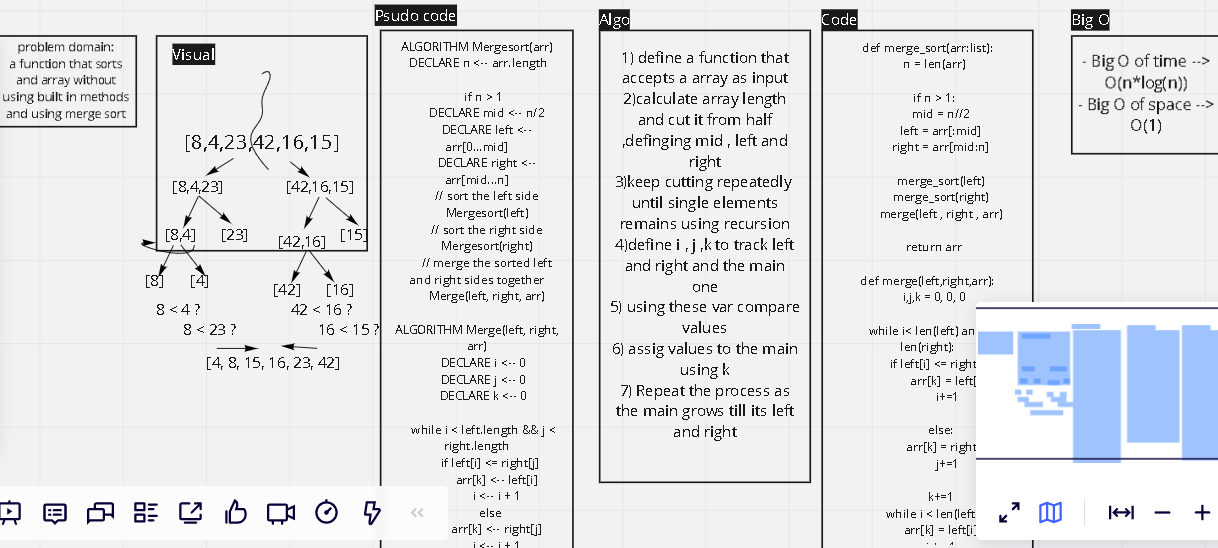 problem domain:
a function that sorts
and array without
using built in methods
and using merge sort
Visual
[8,4,23,42,16,15]
[8,4,23]
[42,16,15]
[8,4]
[23]
[42,16]
[15]
[8]
[4]
[42]
[16]
8 < 4 ?
42 < 16 ?
8 < 23 ?
16 < 15 ?
[4, 8, 15, 16, 23, 42]
Psudo code
ALGORITHM Mergesort(arr)
DECLARE n <-- arr.length
if n > 1
DECLARE mid <-- n/2
DECLARE left <--
arr[0...mid]
DECLARE right <--
arr[mid...n]
// sort the left side
Mergesort(left)
// sort the right side
Mergesort(right)
// merge the sorted left
and right sides together
Merge(left, right, arr)
ALGORITHM Merge(left, right,
arr)
DECLARE i <-- 0
DECLARE j <-- 0
DECLARE k <-- 0
while i < left.length && j <
right.length
if left[i] <= right[j]
arr[k] <-- left[i]
i <-- i + 1
else
arr[k] <-- right[j]
j <-- j + 1
Algo
1) define a function that
accepts a array as input
2)calculate array length
and cut it from half
,definging mid , left and
right
3)keep cutting repeatedly
until single elements
remains using recursion
4)define i , j ,k to track left
and right and the main
one
5) using these var compare
values
6) assig values to the main
using k
7) Repeat the process as
the main grows till its left
and right
Code
def merge_sort(arr:list):
n = len(arr)
if n > 1:
mid = n//2
left = arr[:mid]
right = arr[mid:n]
merge_sort(left)
merge_sort(right)
merge(left , right , arr)
return arr
def merge(left,right,arr):
i,j,k = 0, 0, 0
while i< len(left) an
len(right):
if left[i] <= right
arr[k] = left[
i+=1
else:
arr[k] = right
j+=1
k+=1
while i < len(left
arr[k] = left[i]
Big O
- Big O of time -->
O(n*log(n))
- Big O of space -->
O(1)